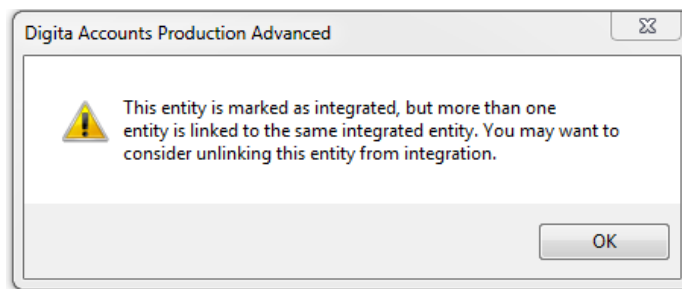 Digita Accounts Production Advanced
This entity is marked as integrated, but more than one
entity is linked to the same integrated entity. You may want to
consider unlinking this entity from integration.
OK